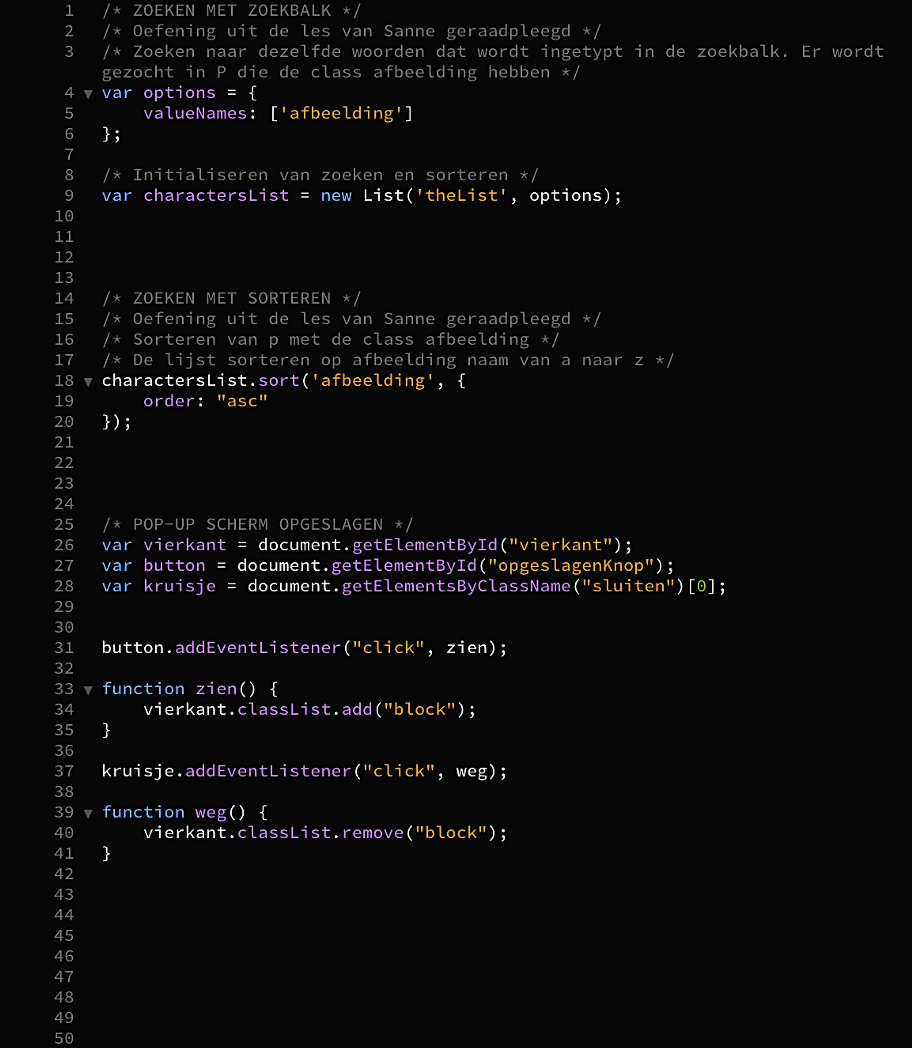 1 /* ZOEKEN MET ZOEKBALK */
2 /* Oefening uit de les van Sanne geraadpleegd */
3 /* Zoeken naar dezelfde woorden dat wordt ingetypt in de zoekbalk. Er wordt
gezocht in P die de class afbeelding hebben */
4 ▼ var options = {
5     valueNames: ['afbeelding']
6 };
7
8 /* Initialiseren van zoeken en sorteren */
9 var charactersList = new List('theList', options);
10
11
12
13
14 /* ZOEKEN MET SORTEREN */
15 /* Oefening uit de les van Sanne geraadpleegd */
16 /* Sorteren van p met de class afbeelding */
17 /* De lijst sorteren op afbeelding naam van a naar z */
18 ▼ charactersList.sort('afbeelding', {
19     order: "asc"
20 });
21
22
23
24
25 /* POP-UP SCHERM OPGESLAGEN */
26 var vierkant = document.getElementById("vierkant");
27 var button = document.getElementById("opgeslagenKnop");
28 var kruisje = document.getElementsByClassName("sluiten")[0];
29
30
31 button.addEventListener("click", zien);
32
33 ▼ function zien() {
34     vierkant.classList.add("block");
35 }
36
37 kruisje.addEventListener("click", weg);
38
39 ▼ function weg() {
40     vierkant.classList.remove("block");
41 }
42
43
44
45
46
47
48
49
50